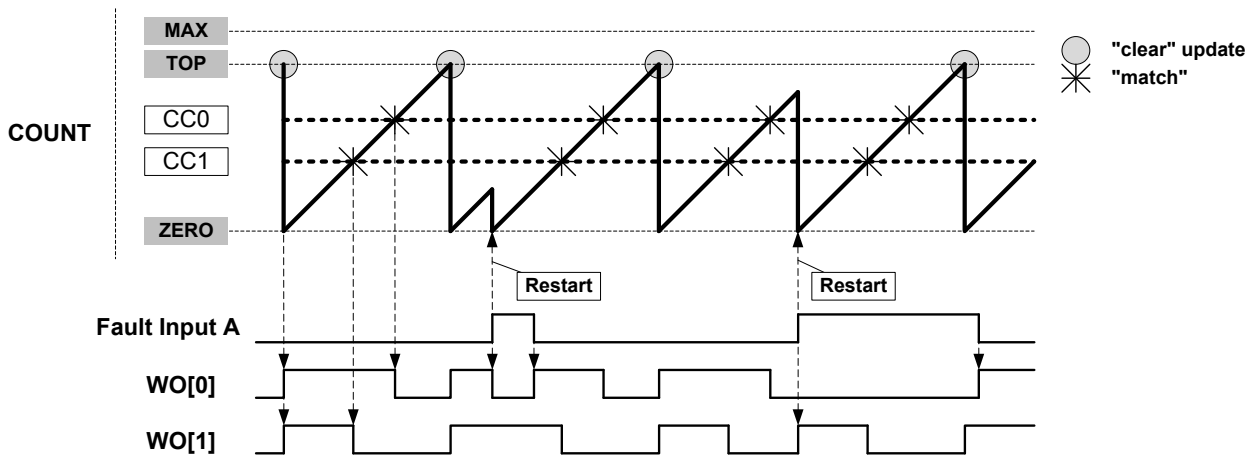 MAX
"clear" update
TOP
"match"
CC0
COUNT
CC1
ZERO
Restart
Restart
Fault Input A
WO[0]
WO[1]